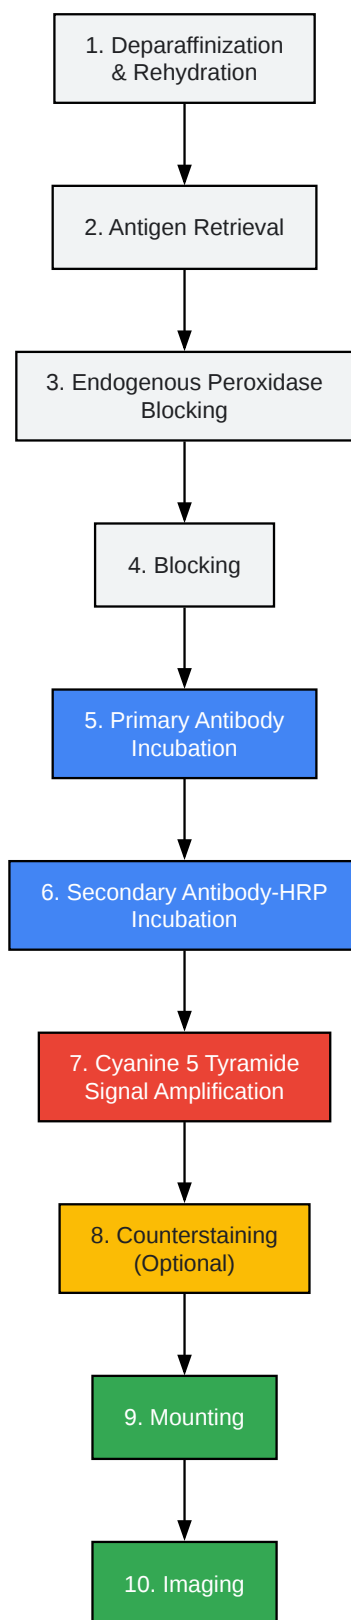 1. Deparaffinization
& Rehydration
2. Antigen Retrieval
3. Endogenous Peroxidase
Blocking
4. Blocking
5. Primary Antibody
Incubation
6. Secondary Antibody-HRP
Incubation
7. Cyanine 5 Tyramide
Signal Amplification
8. Counterstaining
(Optional)
9. Mounting
10. Imaging